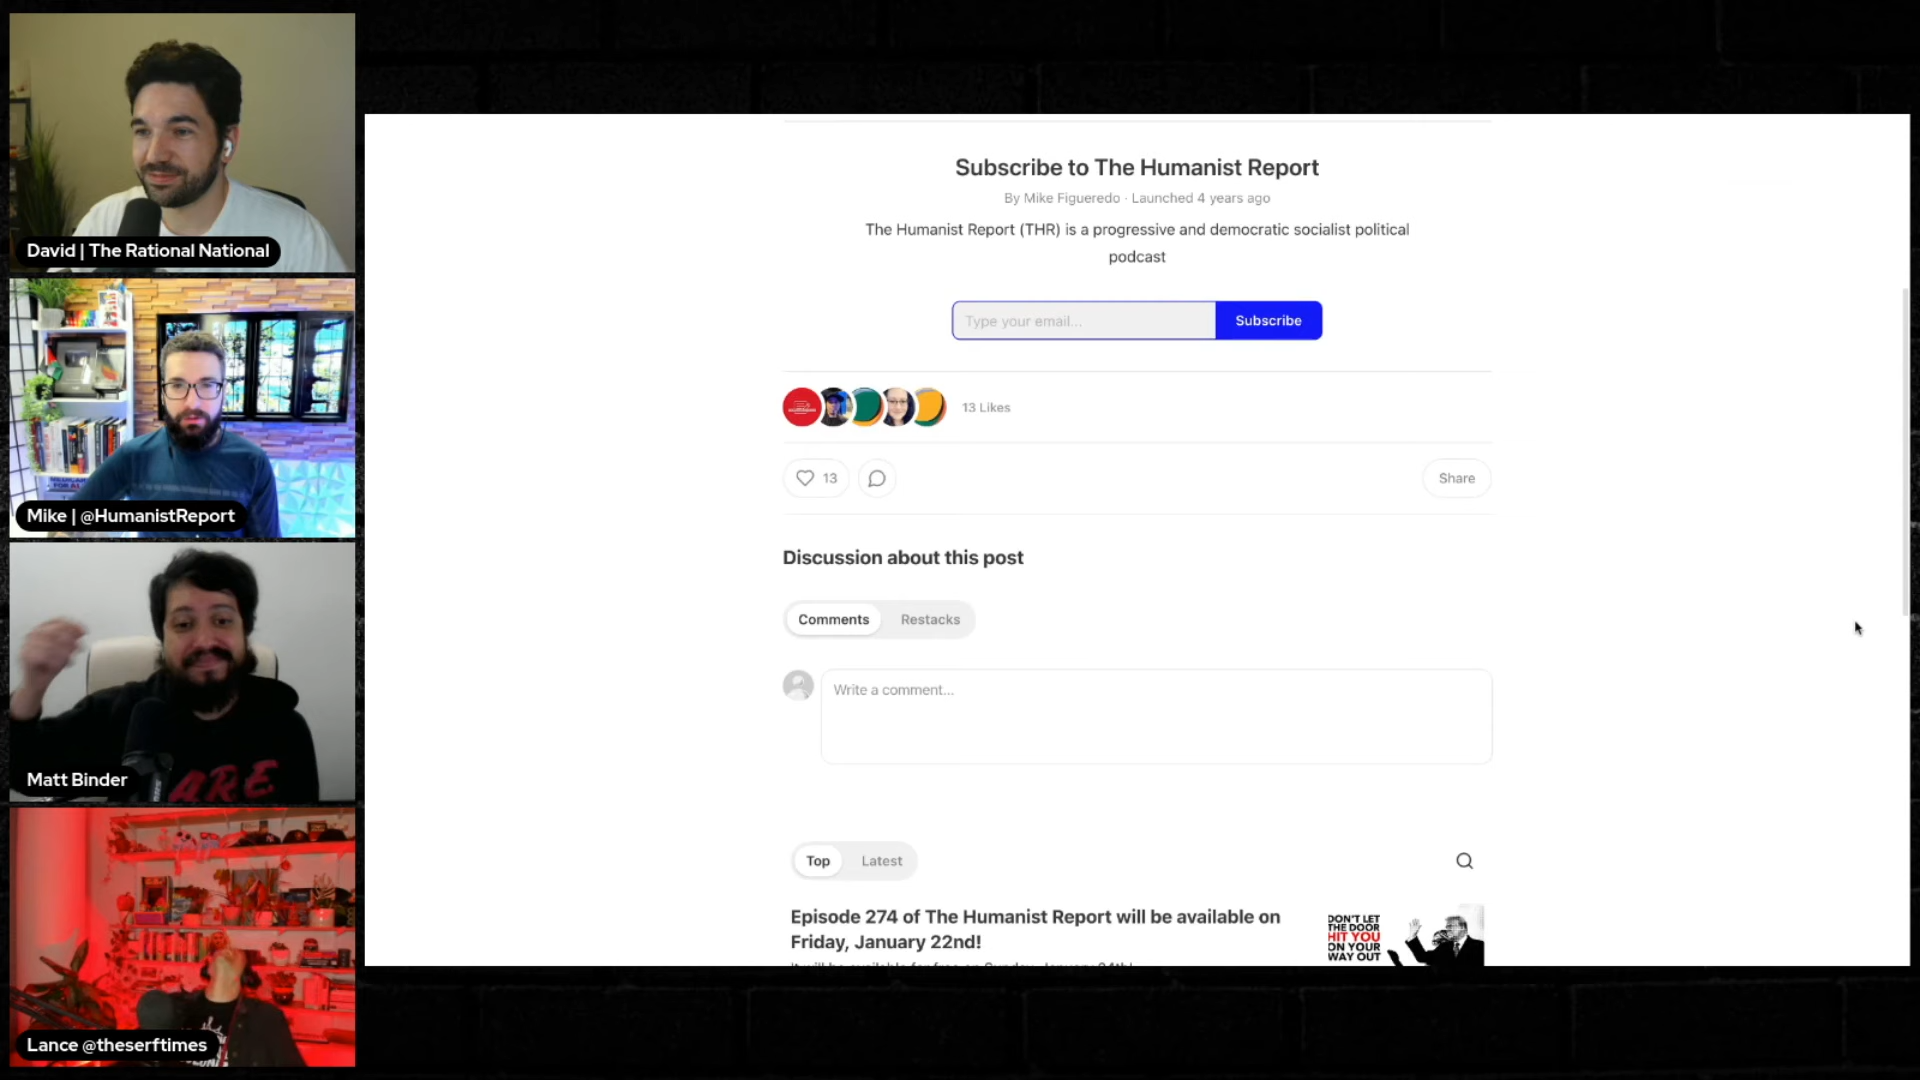 David | The Rational National
Mike | @HumanistReport
Matt Binder
ARE
Lance @theserftimes
Subscribe to The Humanist Report
By Mike Figueredo · Launched 4 years ago
The Humanist Report (THR) is a progressive and democratic socialist political
podcast
Type your email...
Subscribe
13 Likes
13
Share
Discussion about this post
Comments
Restacks
Write a comment...
Top
Latest
Episode 274 of The Humanist Report will be available on
Friday, January 22nd!
DON'T LET
THE DOOR
HIT YOU
ON YOUR
WAY OUT